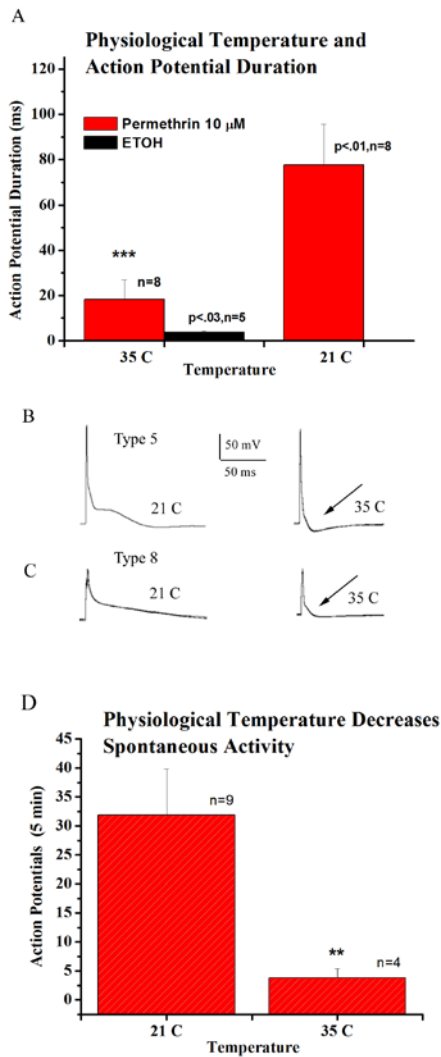 A
Physiological Temperature and
Action Potential Duration
Action Potential Duration (ms)
120
100
80
60
40
20
0
Permethrin 10 μM
ETOH
p<.01,n=8
***
n=8
p<.03,n=5
35 C
21 C
Temperature
B
Type 5
50 mV
50 ms
21 C
35 C
C
Type 8
21 C
35 C
D
Physiological Temperature Decreases
Spontaneous Activity
Action Potentials (5 min)
45
40
35
30
25
20
15
10
5
0
n=9
**
n=4
21 C
35 C
Temperature